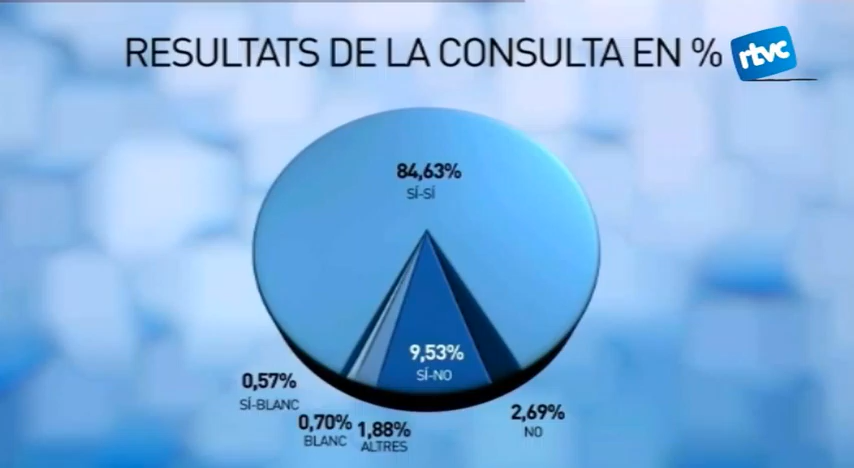 RESULTATS DE LA CONSULTA EN %
rtvc
84,63%
SÍ-SÍ
9,53%
SÍ-NO
0,57%
SÍ-BLANC
0,70%
BLANC
1,88%
ALTRES
2,69%
NO